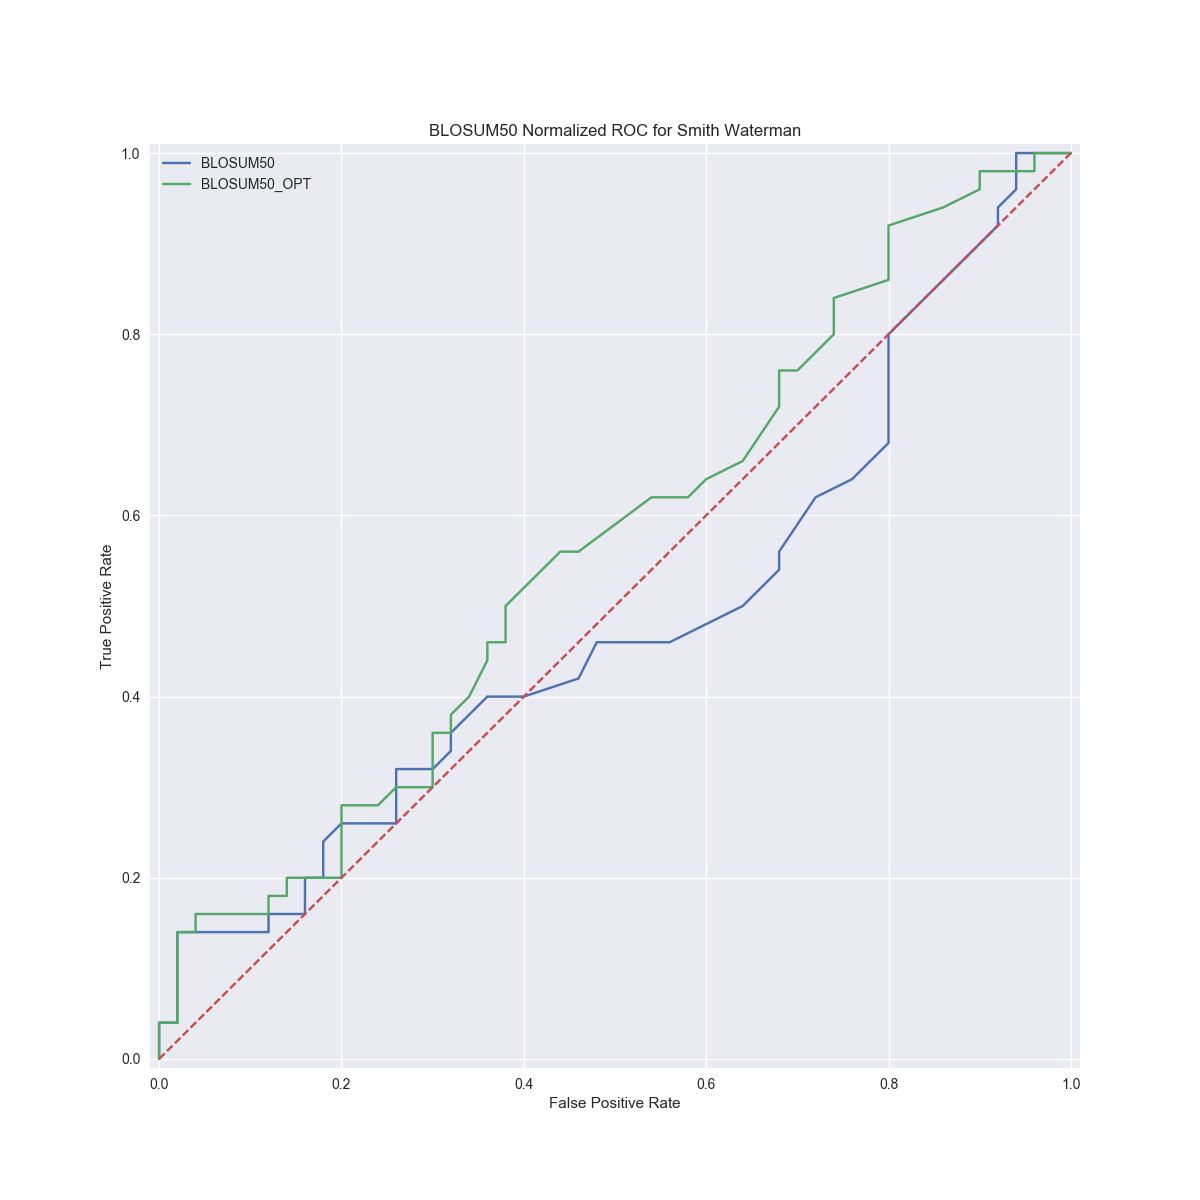 BLOSUM50 Normalized ROC for Smith Waterman
BLOSUM50
BLOSUM50_OPT
True Positive Rate
1.0
0.8
0.6
0.4
0.2
0.0
0.0 0.2 0.4 0.6 0.8 1.0
False Positive Rate